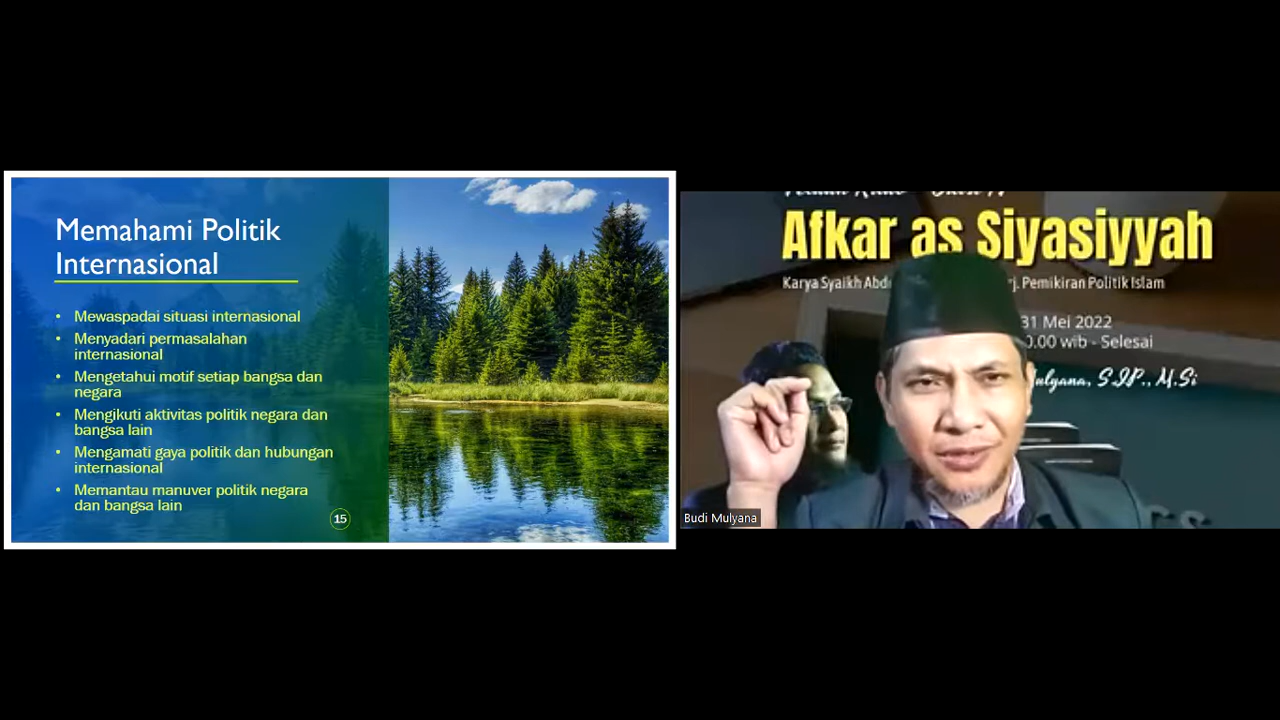 Memahami Politik
Internasional
• Mewaspadai situasi internasional
• Menyadari permasalahan
internasional
• Mengetahui motif setiap bangsa dan
negara
• Mengikuti aktivitas politik negara dan
bangsa lain
• Mengamati gaya politik dan hubungan
internasional
• Memantau manuver politik negara
dan bangsa lain
15
Afkar as Siyasiyyah
Karya Syaikh Pemikiran Politik Islam
31 Mei 2022
wib - Selesai
S.IP., M.Si
Budi Mulyana